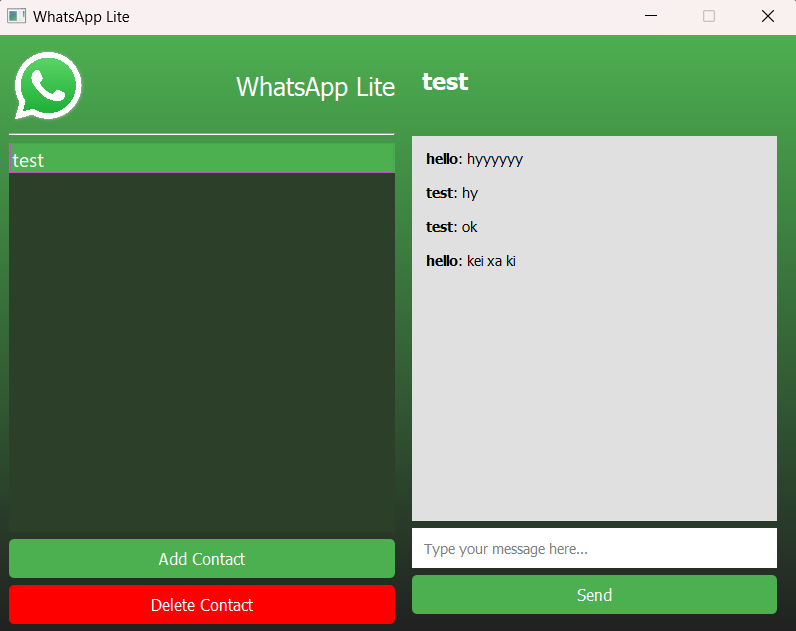 WhatsApp Lite
WhatsApp Lite
test
test
Add Contact
Delete Contact
hello: hyyyyyy
test: hy
test: ok
hello: kei xa ki
Type your message here...
Send